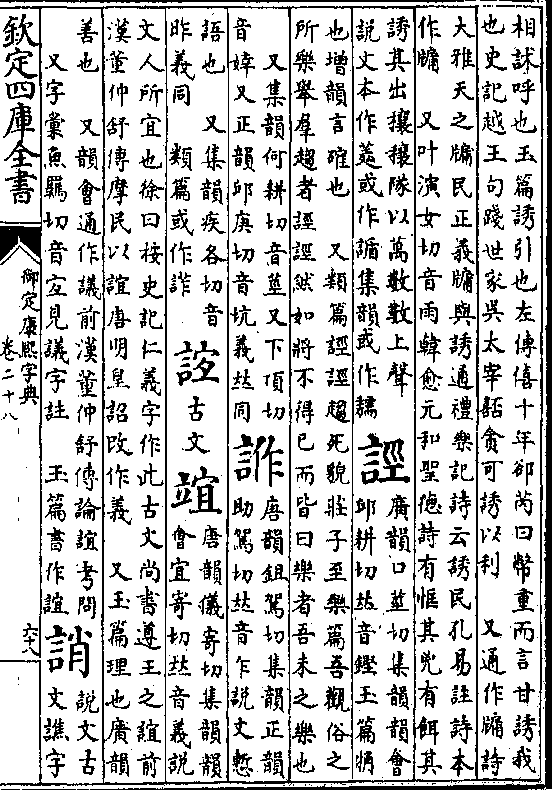 相訹呼也玉篇誘引也左傳僖十年郤芮曰幣重而言甘誘我
也史記越王句踐世家吳太宰嚭貪可誘以利　又通作牖詩
大雅天之牖民正義牖與誘通禮樂記詩云誘民孔易註詩本
作牖　又叶演女切音雨韓愈元和聖德詩有恇其兇有餌其
誘其出穰穰隊以萬數數上聲
說文本作羑或作䛻集韻或作𧫥
誙
廣韻口莖切集韻韻會
邱耕切𠀤音鏗玉篇𧫒
也增韻言確也　又類篇誙誙趨死貌莊子至樂篇吾觀俗之
所樂舉羣趨者誙誙然如將不得已而皆曰樂者吾未之樂也
又集韻何耕切音莖又下頂切
音婞又正韻邱庚切音坑義𠀤同
䛽
唐韻鉏駕切集韻正韻
助駕切𠀤音乍說文慙
語也　又集韻疾各切音
昨義同　類篇或作詐
誼
古文
竩
唐韻儀寄切集韻韻
會宜寄切𠀤音義說
文人所宜也徐曰按史記仁義字作此古文尚書遵王之誼前
漢董仲舒傳摩民以誼唐明皇詔改作義　又玉篇理也廣韻
善也　又韻會通作議前漢董仲舒傳論誼考問
又字彙魚羈切音宜見議字註　玉篇書作誼
誚
說文古
文譙字
欽定四庫全書
御定康熙字典
卷二十八
六十八